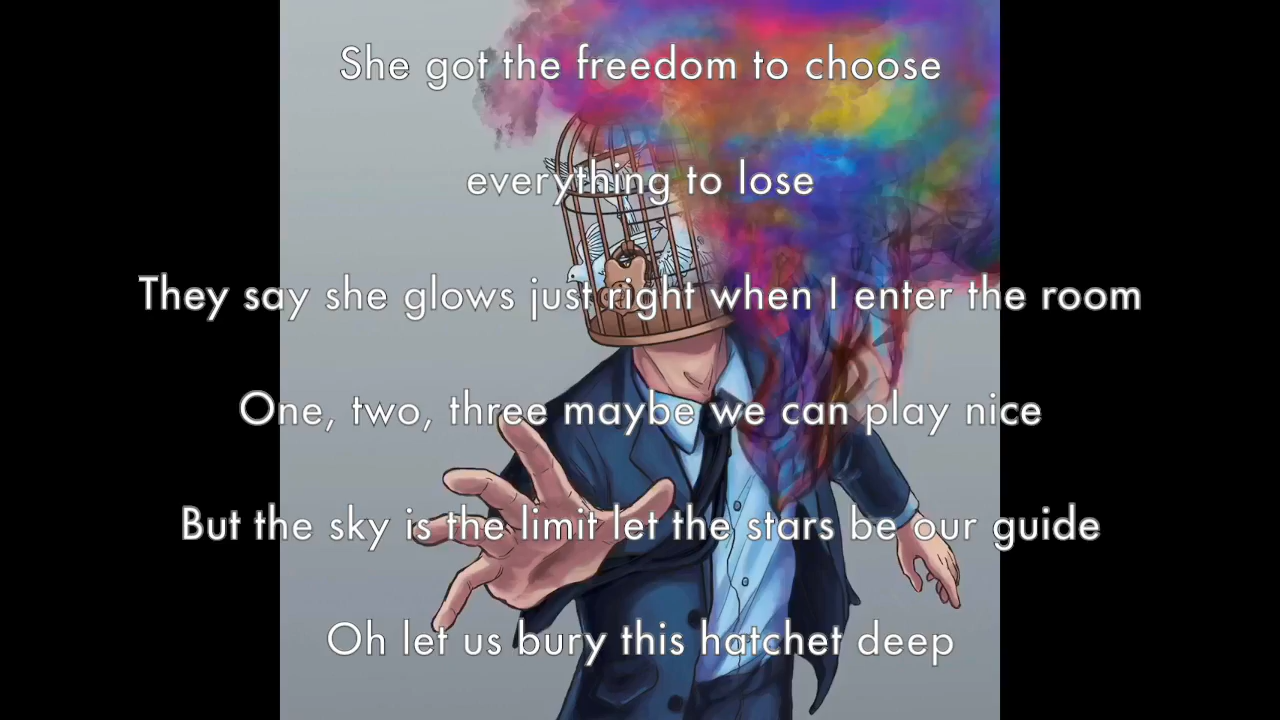 She got the freedom to choose
everything to lose
They say she glows just right when I enter the room
One, two, three maybe we can play nice
But the sky is the limit let the stars be our guide
Oh let us bury this hatchet deep